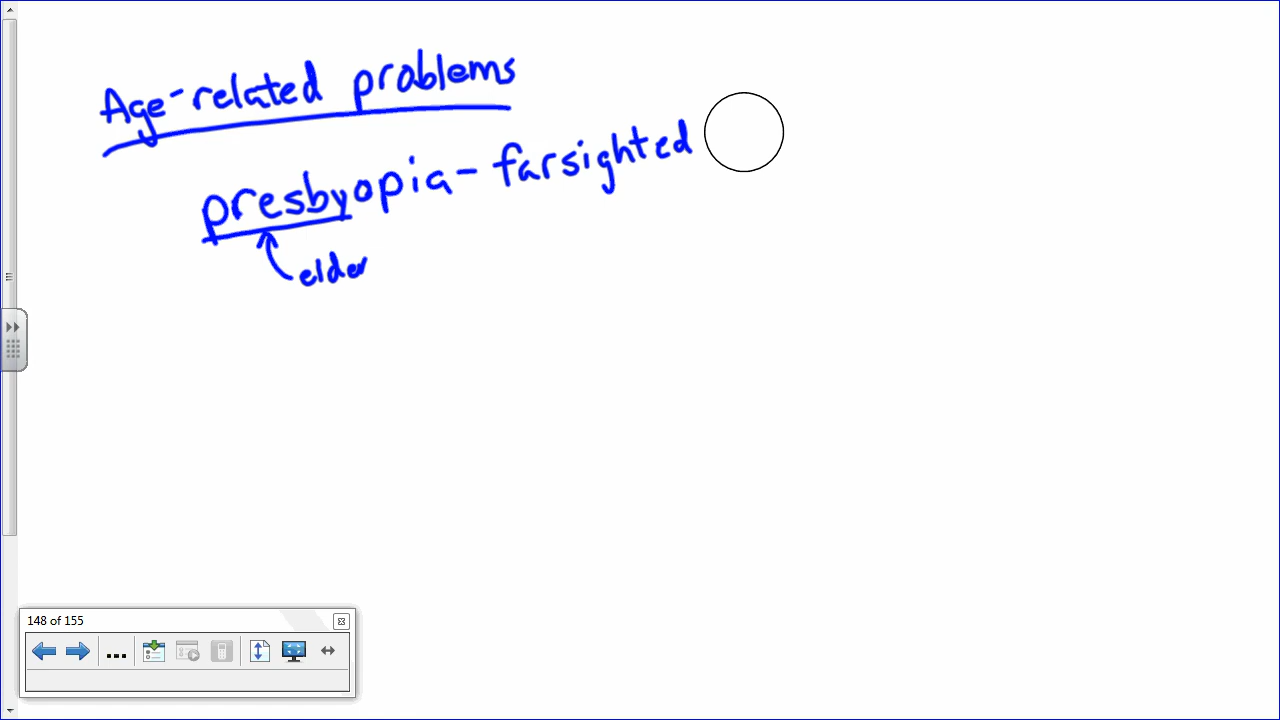 Age-related problems
presbyopia - farsighted
elder
148 of 155
...